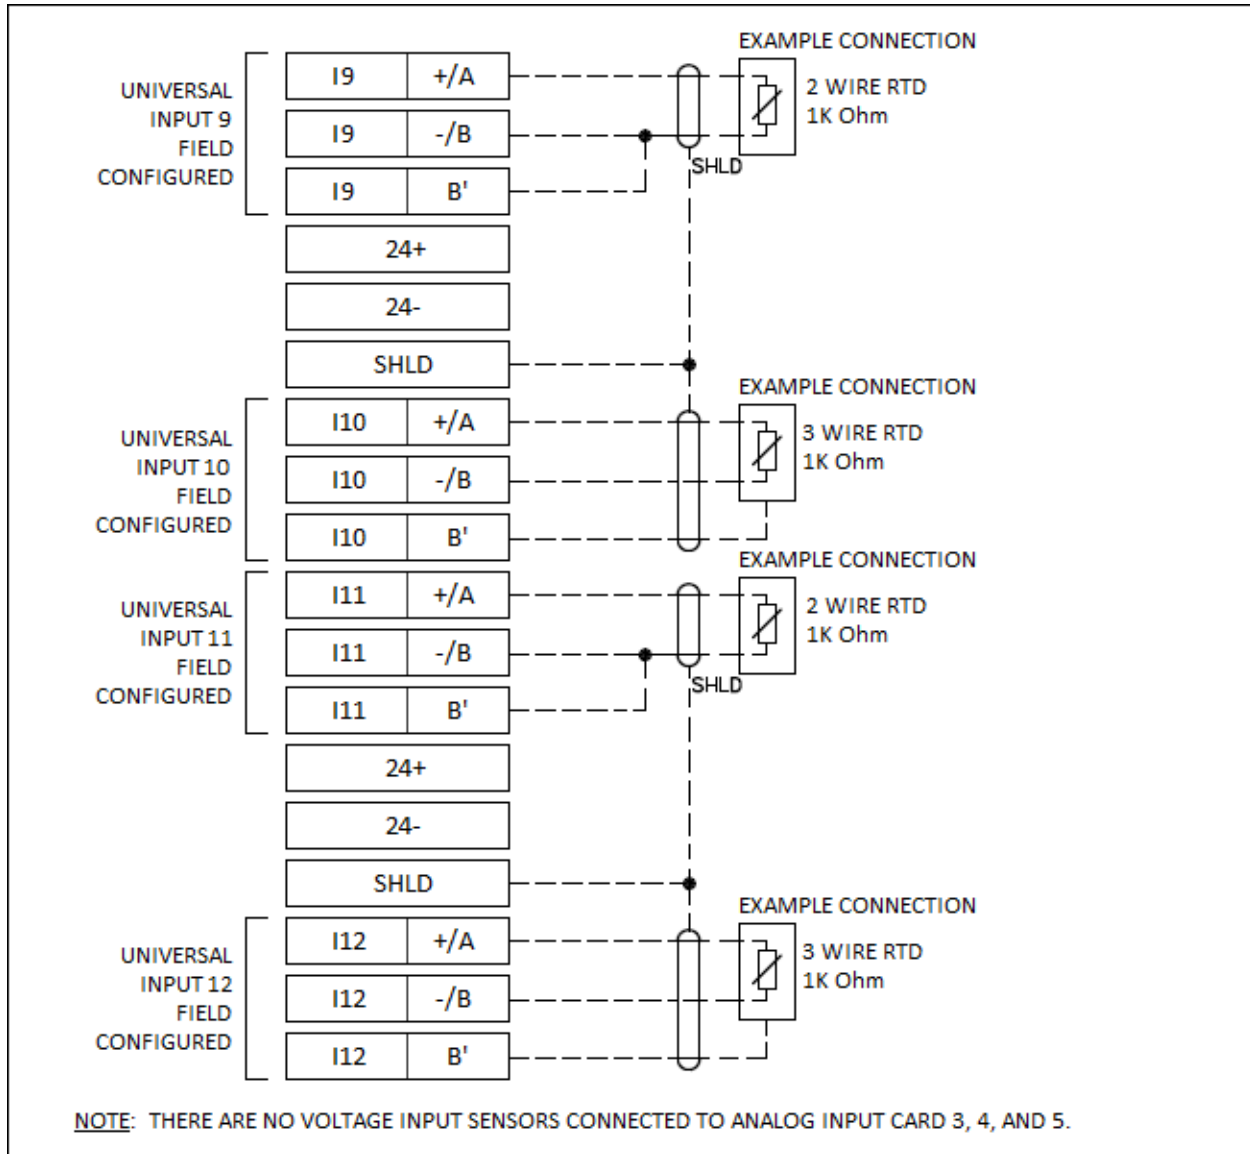 EXAMPLE CONNECTION
UNIVERSAL
INPUT 9
FIELD
CONFIGURED
I9 +/A
I9 -/B
I9 B'
2 WIRE RTD
1K Ohm
SHLD
24+
24-
SHLD
EXAMPLE CONNECTION
UNIVERSAL
INPUT 10
FIELD
CONFIGURED
I10 +/A
I10 -/B
I10 B'
3 WIRE RTD
1K Ohm
EXAMPLE CONNECTION
UNIVERSAL
INPUT 11
FIELD
CONFIGURED
I11 +/A
I11 -/B
I11 B'
2 WIRE RTD
1K Ohm
SHLD
24+
24-
SHLD
EXAMPLE CONNECTION
UNIVERSAL
INPUT 12
FIELD
CONFIGURED
I12 +/A
I12 -/B
I12 B'
3 WIRE RTD
1K Ohm
NOTE: THERE ARE NO VOLTAGE INPUT SENSORS CONNECTED TO ANALOG INPUT CARD 3, 4, AND 5.